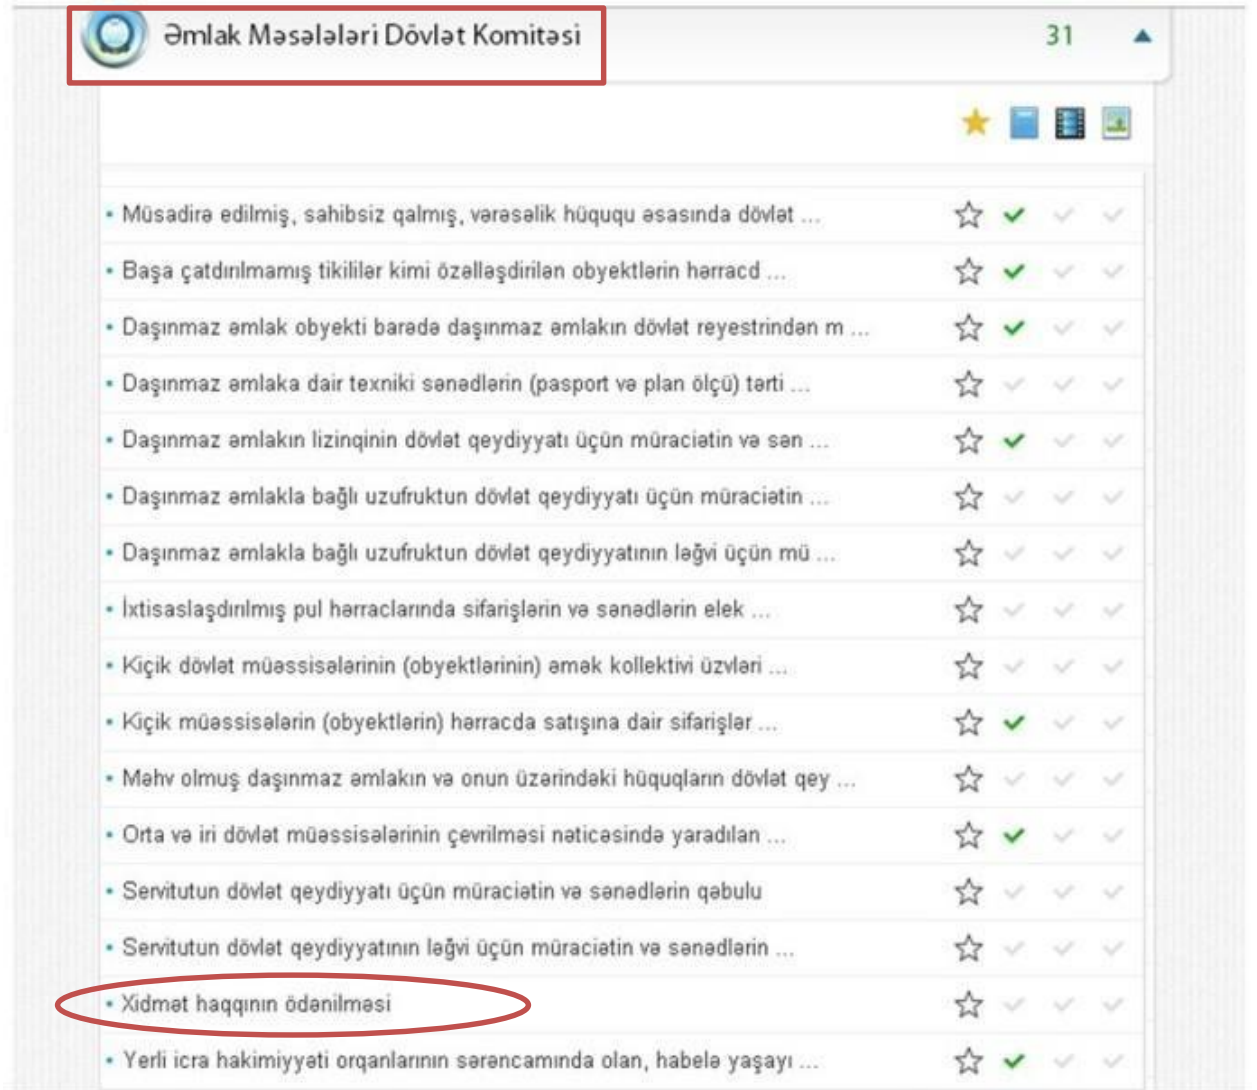 Əmlak Məsələləri Dövlət Komitəsi 31
Müsadirə edilmiş, sahibsiz qalmış, vərəsəlik hüququ əsasında dövlət ...
Başa çatdırılmamış tikililər kimi özəlləşdirilən obyektlərin hərracd ...
Daşınmaz əmlak obyekti barədə daşınmaz əmlakın dövlət reyestrindən m ...
Daşınmaz əmlaka dair texniki sənədlərin (pasport və plan ölçü) tərti ...
Daşınmaz əmlakın lizinqinin dövlət qeydiyyatı üçün müraciətin və sən ...
Daşınmaz əmlakla bağlı uzufruktun dövlət qeydiyyatı üçün müraciətin ...
Daşınmaz əmlakla bağlı uzufruktun dövlət qeydiyyatının ləğvi üçün mü ...
İxtisaslaşdırılmış pul hərraclarında sifarişlərin və sənədlərin elek ...
Kiçik dövlət müəssisələrinin (obyektlərinin) əmək kollektivi üzvləri ...
Kiçik müəssisələrin (obyektlərin) hərracda satışına dair sifarişlər ...
Məhv olmuş daşınmaz əmlakın və onun üzərindəki hüquqların dövlət qey ...
Orta və iri dövlət müəssisələrinin çevrilməsi nəticəsində yaradılan ...
Servitutun dövlət qeydiyyatı üçün müraciətin və sənədlərin qəbulu
Servitutun dövlət qeydiyyatının ləğvi üçün müraciətin və sənədlərin ...
Xidmət haqqının ödənilməsi
Yerli icra hakimiyyəti orqanlarının sərəncamında olan, habelə yaşayı ...